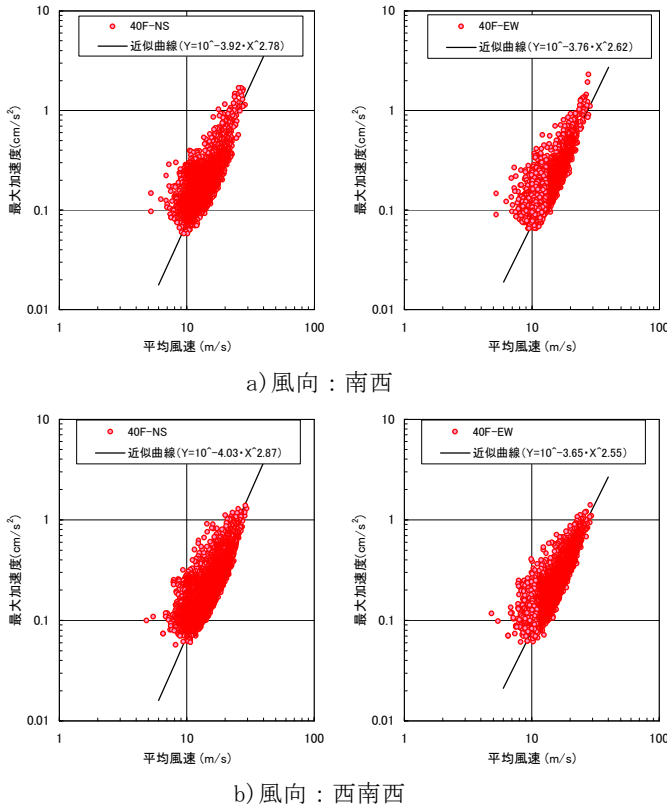 40F-NS
近似曲線(Y=10^-3.92・X^2.78)
10
1
0.1
0.01
最大加速度(cm/s²)
1
10
100
平均風速 (m/s)
40F-EW
近似曲線(Y=10^-3.76・X^2.62)
10
1
0.1
0.01
最大加速度(cm/s²)
1
10
100
平均風速 (m/s)
a)風向：南西
40F-NS
近似曲線(Y=10^-4.03・X^2.87)
10
1
0.1
0.01
最大加速度(cm/s²)
1
10
100
平均風速 (m/s)
40F-EW
近似曲線(Y=10^-3.65・X^2.55)
10
1
0.1
0.01
最大加速度(cm/s²)
1
10
100
平均風速 (m/s)
b)風向：西南西